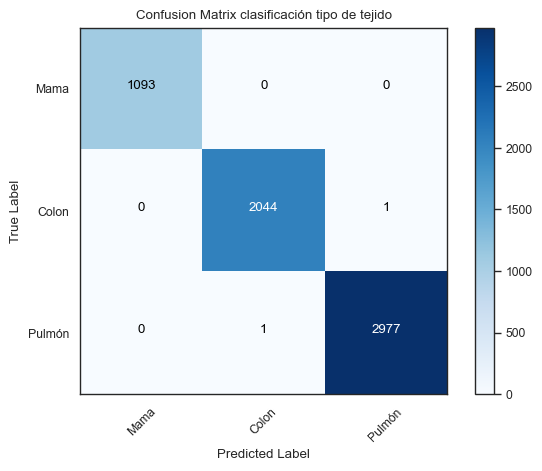 Confusion Matrix clasificación tipo de tejido
Mama 1093 0 0
Colon 0 2044 1
Pulmón 0 1 2977
True Label
Mama Colon Pulmón
Predicted Label
2500
2000
1500
1000
500
0